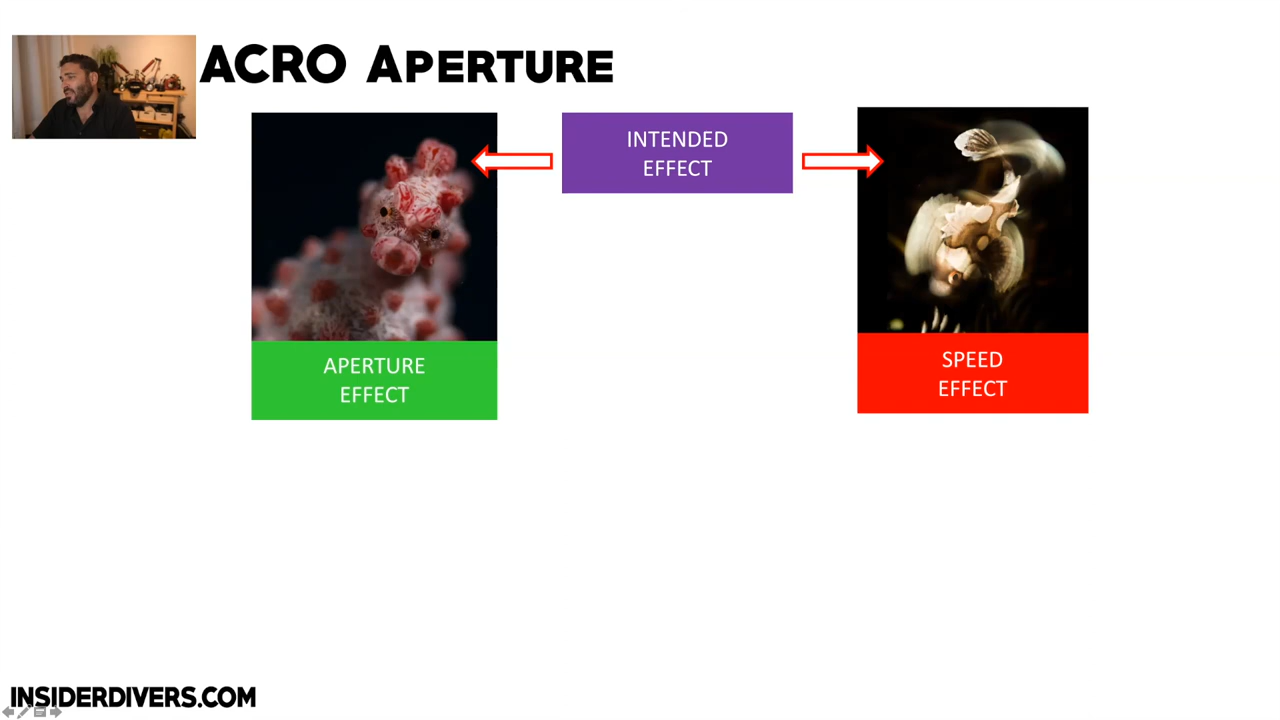 ACRO APERTURE
INTENDED
EFFECT
APERTURE
EFFECT
SPEED
EFFECT
INSIDERDIVERS.COM